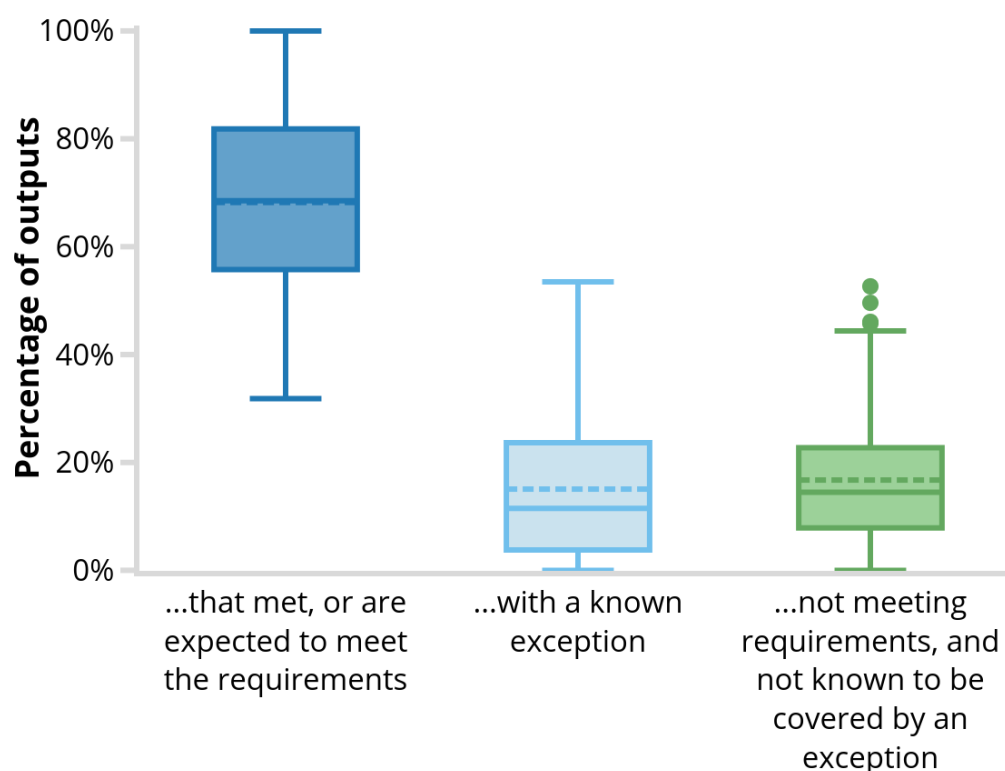 100%
80%
60%
40%
20%
0%
Percentage of outputs
...that met, or are
expected to meet
the requirements
...with a known
exception
...not meeting
requirements, and
not known to be
covered by an
exception